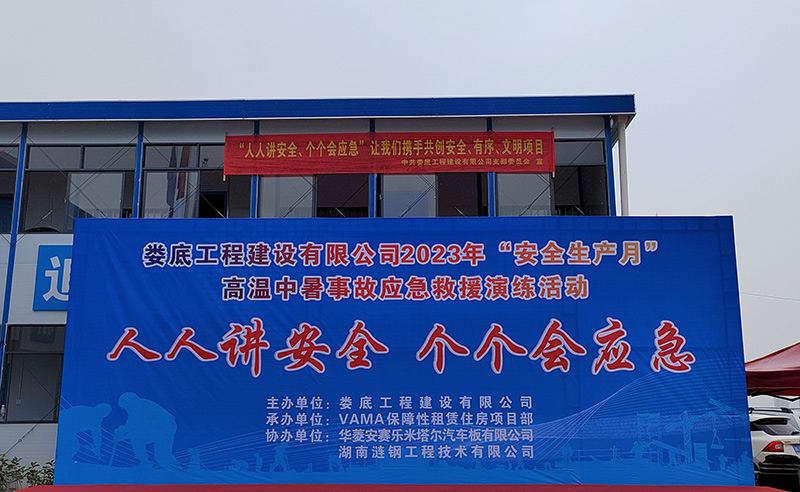 “人人讲安全、个个会应急”让我们携手共创安全、有序、文明项目
中共娄底工程建设有限公司支部委员会 宣
娄底工程建设有限公司2023年“安全生产月”
高温中暑事故应急救援演练活动
人人讲安全 个个会应急
主办单位：娄底工程建设有限公司
承办单位：VAMA保障性租赁住房项目部
协办单位：华菱安赛乐米塔尔汽车板有限公司
湖南涟钢工程技术有限公司